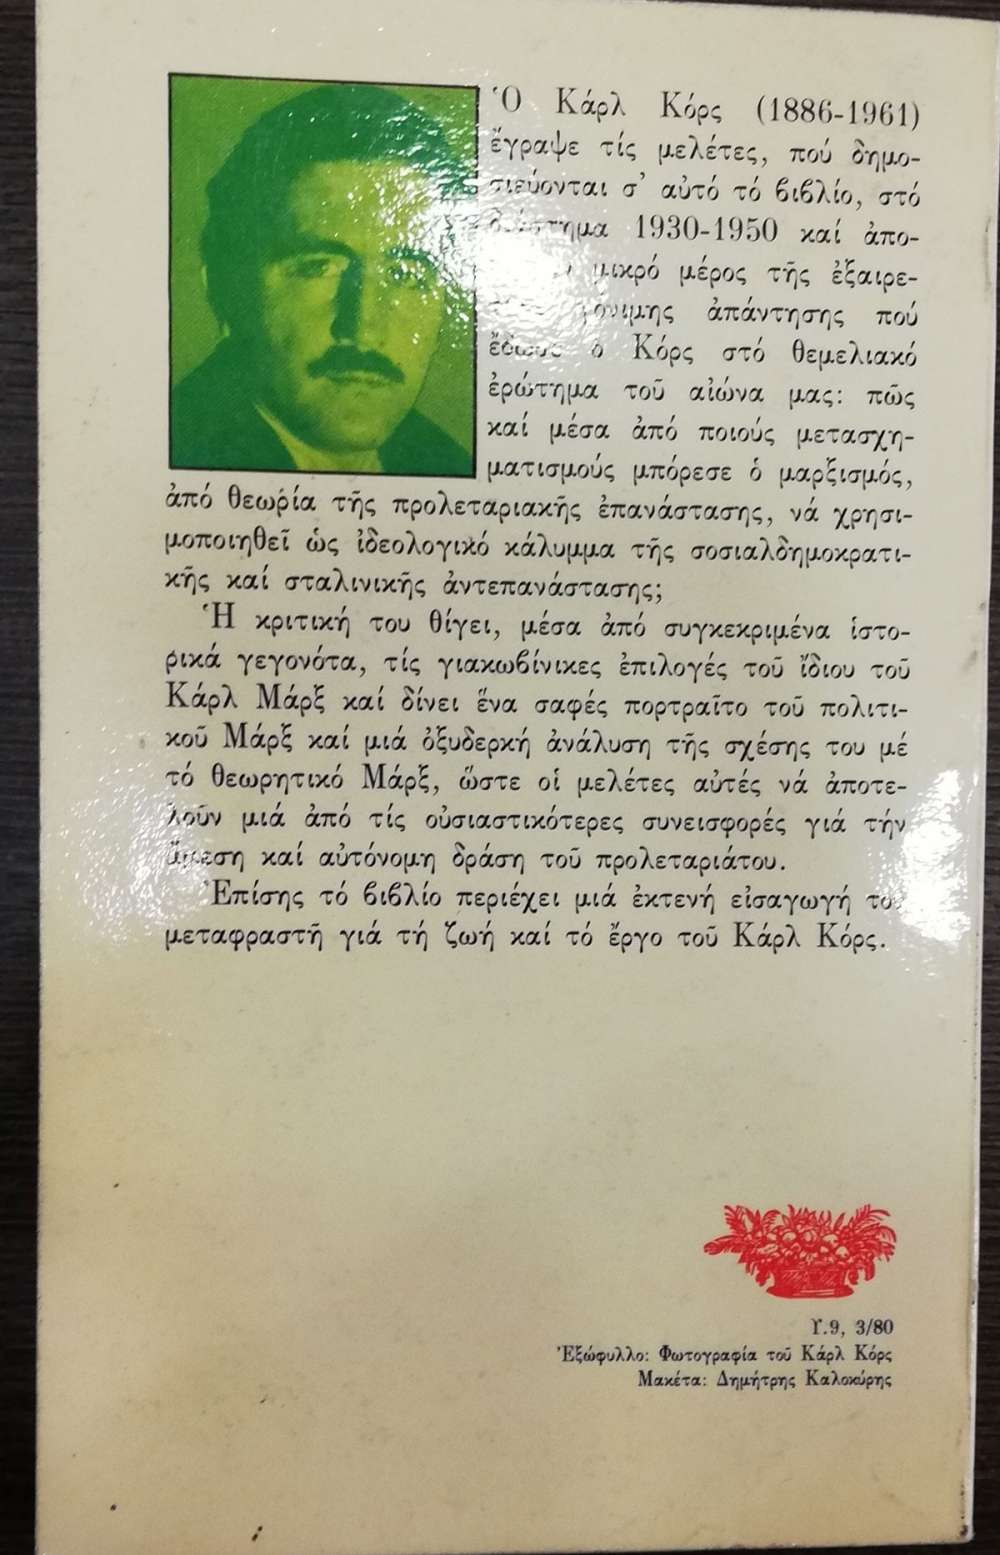 Ὁ Κάρλ Κόρς (1886-1961)
ἔγραψε τίς μελέτες, πού δημο-
σιεύονται σ' αὐτό τό βιβλίο, στό
διάστημα 1930-1950 καί ἀπο-
μικρό μέρος τῆς ἐξαιρε-
γόνιμης ἀπάντησης πού
ἔδωσε ὁ Κόρς στό θεμελιακό
ἐρώτημα τοῦ αἰώνα μας: πῶς
καί μέσα ἀπό ποιούς μετασχη-
ματισμούς μπόρεσε ὁ μαρξισμός,
ἀπό θεωρία τῆς προλεταριακῆς ἐπανάστασης, νά χρησι-
μοποιηθεῖ ὡς ἰδεολογικό κάλυμμα τῆς σοσιαλδημοκρατι-
κῆς καί σταλινικῆς ἀντεπανάστασης;
Ἡ κριτική του θίγει, μέσα ἀπό συγκεκριμένα ἱστο-
ρικά γεγονότα, τίς γιακωβίνικες ἐπιλογές τοῦ ἴδιου τοῦ
Κάρλ Μάρξ καί δίνει ἕνα σαφές πορτραῖτο τοῦ πολιτι-
κοῦ Μάρξ καί μιά ὀξυδερκή ἀνάλυση τῆς σχέσης του μέ
τό θεωρητικό Μάρξ, ὥστε οἱ μελέτες αὐτές νά ἀποτε-
λοῦν μιά ἀπό τίς οὐσιαστικότερες συνεισφορές γιά τήν
ἄμεση καί αὐτόνομη δράση τοῦ προλεταριάτου.
Ἐπίσης τό βιβλίο περιέχει μιά ἐκτενή εἰσαγωγή τοῦ
μεταφραστῆ γιά τή ζωή καί τό ἔργο τοῦ Κάρλ Κόρς.
Υ.9, 3/80
Ἐξώφυλλο: Φωτογραφία τοῦ Κάρλ Κόρς
Μακέτα: Δημήτρης Καλοκύρης